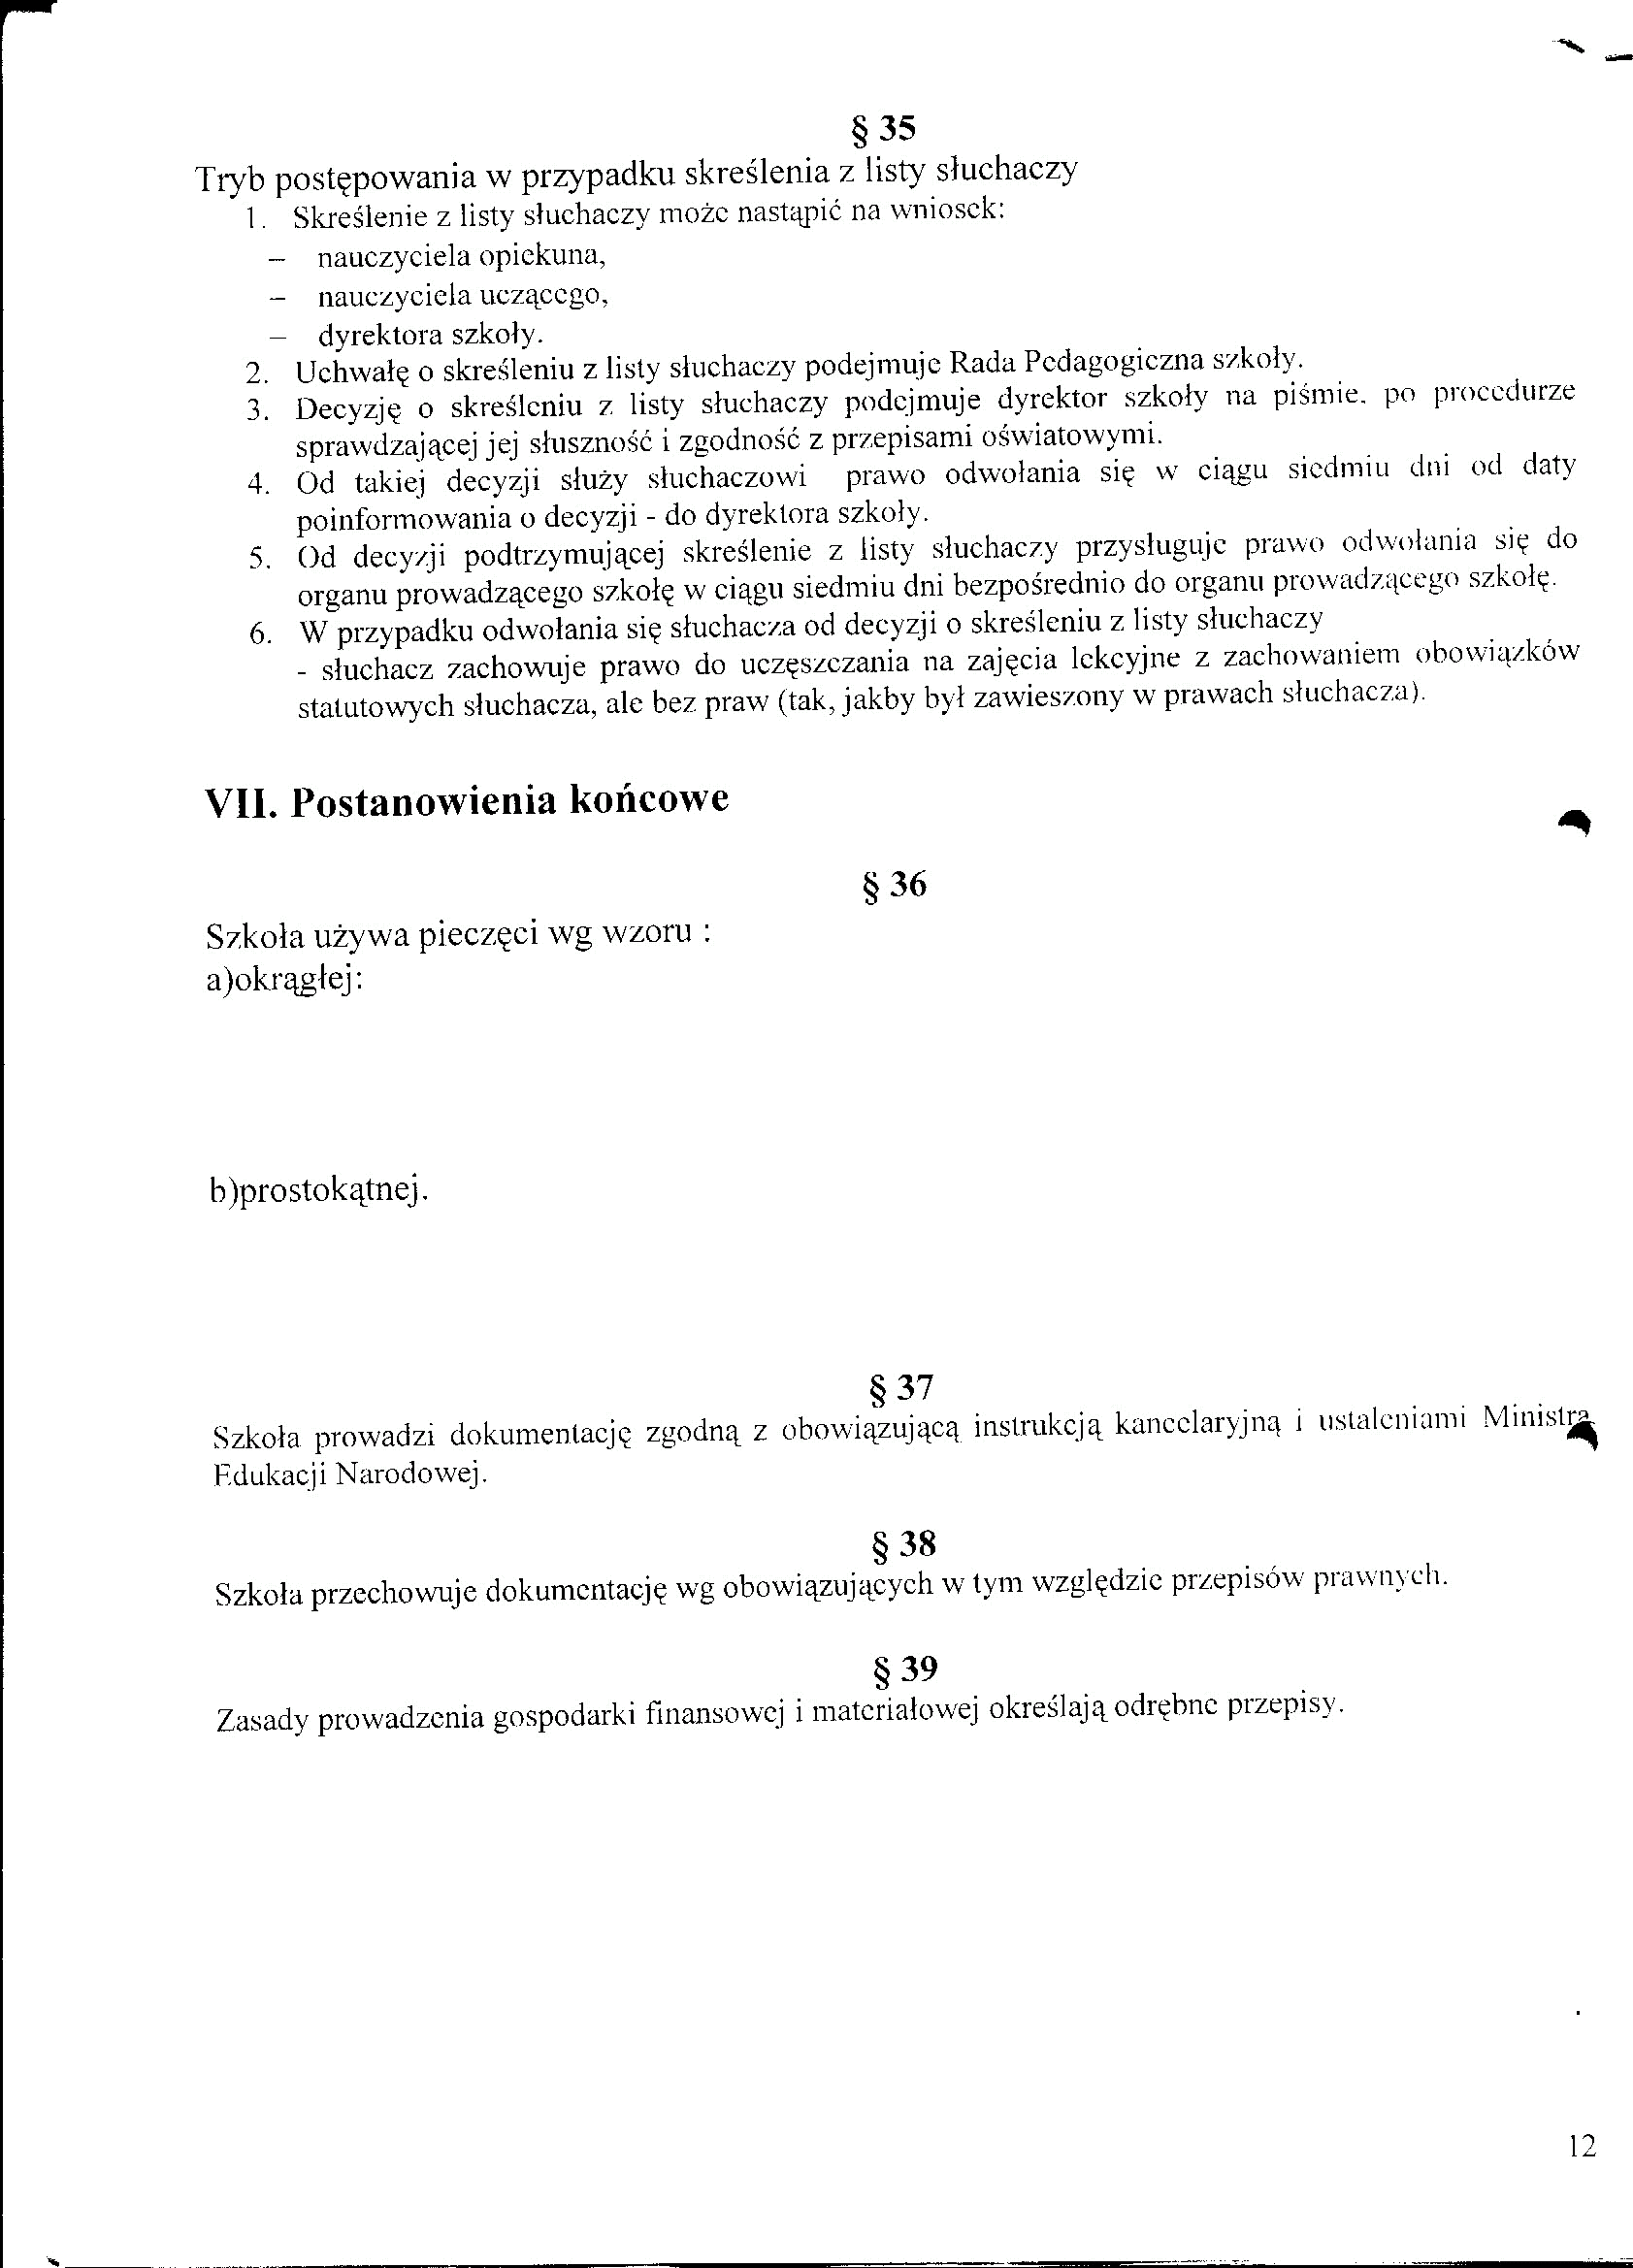 § 35
Tryb postępowania w przypadku skreślenia z listy słuchaczy
1. Skreślenie z listy słuchaczy może nastąpić na wniosek:
– nauczyciela opiekuna,
– nauczyciela uczącego,
– dyrektora szkoły.
2. Uchwałę o skreśleniu z listy słuchaczy podejmuje Rada Pedagogiczna szkoły.
3. Decyzję o skreśleniu z listy słuchaczy podejmuje dyrektor szkoły na piśmie, po procedurze
sprawdzającej jej słuszność i zgodność z przepisami oświatowymi.
4. Od takiej decyzji służy słuchaczowi prawo odwołania się w ciągu siedmiu dni od daty
poinformowania o decyzji - do dyrektora szkoły.
5. Od decyzji podtrzymującej skreślenie z listy słuchaczy przysługuje prawo odwołania się do
organu prowadzącego szkołę w ciągu siedmiu dni bezpośrednio do organu prowadzącego szkołę.
6. W przypadku odwołania się słuchacza od decyzji o skreśleniu z listy słuchaczy
- słuchacz zachowuje prawo do uczęszczania na zajęcia lekcyjne z zachowaniem obowiązków
statutowych słuchacza, ale bez praw (tak, jakby był zawieszony w prawach słuchacza).
VII. Postanowienia końcowe
§ 36
Szkoła używa pieczęci wg wzoru :
a)okrągłej:
b)prostokątnej.
§ 37
Szkoła prowadzi dokumentację zgodną z obowiązującą instrukcją kancelaryjną i ustaleniami Ministra
Edukacji Narodowej.
§ 38
Szkoła przechowuje dokumentację wg obowiązujących w tym względzie przepisów prawnych.
§ 39
Zasady prowadzenia gospodarki finansowej i materiałowej określają odrębne przepisy.
12